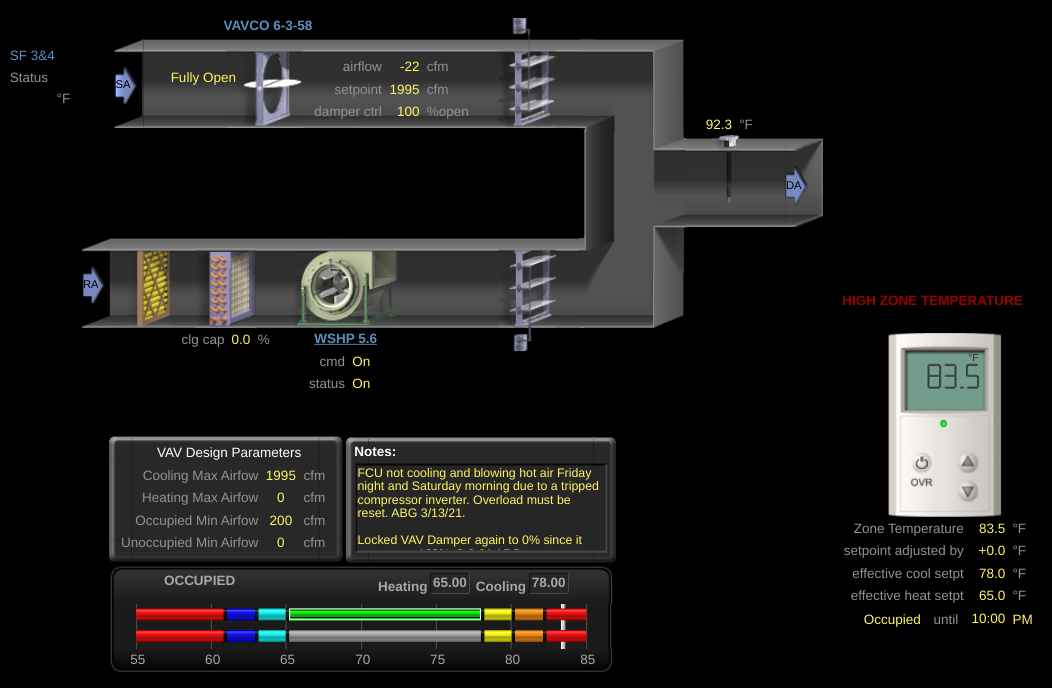 VAVCO 6-3-58
SF 3&4
Status
°F
SA
Fully Open
airflow -22 cfm
setpoint 1995 cfm
damper ctrl 100 %open
92.3 °F
DA
RA
clg cap 0.0 %
WSHP 5.6
cmd On
status On
HIGH ZONE TEMPERATURE
°F
83.5
OVR
Zone Temperature 83.5 °F
setpoint adjusted by +0.0 °F
effective cool setpt 78.0 °F
effective heat setpt 65.0 °F
Occupied until 10:00 PM
VAV Design Parameters
Cooling Max Airfow 1995 cfm
Heating Max Airfow 0 cfm
Occupied Min Airfow 200 cfm
Unoccupied Min Airfow 0 cfm
Notes:
FCU not cooling and blowing hot air Friday
night and Saturday morning due to a tripped
compressor inverter. Overload must be
reset. ABG 3/13/21.
Locked VAV Damper again to 0% since it
OCCUPIED
Heating 65.00 Cooling 78.00
55 60 65 70 75 80 85